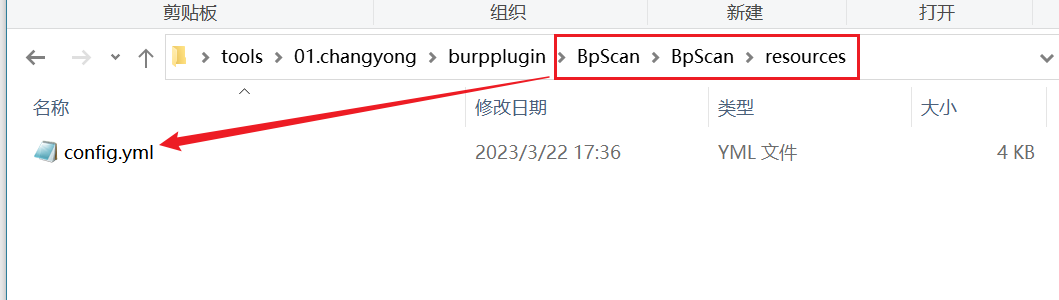 剪贴板 组织 新建 打开
tools 01.changyong burpplugin BpScan BpScan resources
名称 修改日期 类型 大小
config.yml 2023/3/22 17:36 YML 文件 4 KB